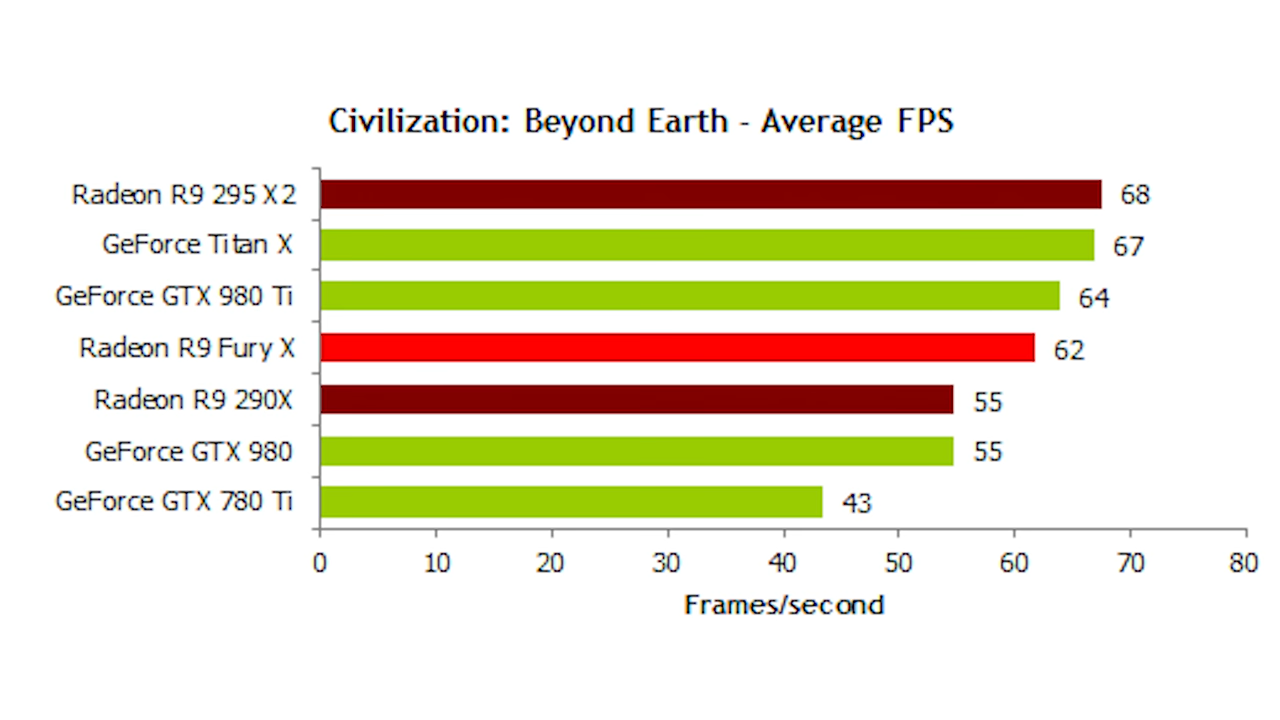 Civilization: Beyond Earth - Average FPS
Radeon R9 295 X2 68
GeForce Titan X 67
GeForce GTX 980 Ti 64
Radeon R9 Fury X 62
Radeon R9 290X 55
GeForce GTX 980 55
GeForce GTX 780 Ti 43
0 10 20 30 40 50 60 70 80
Frames/second